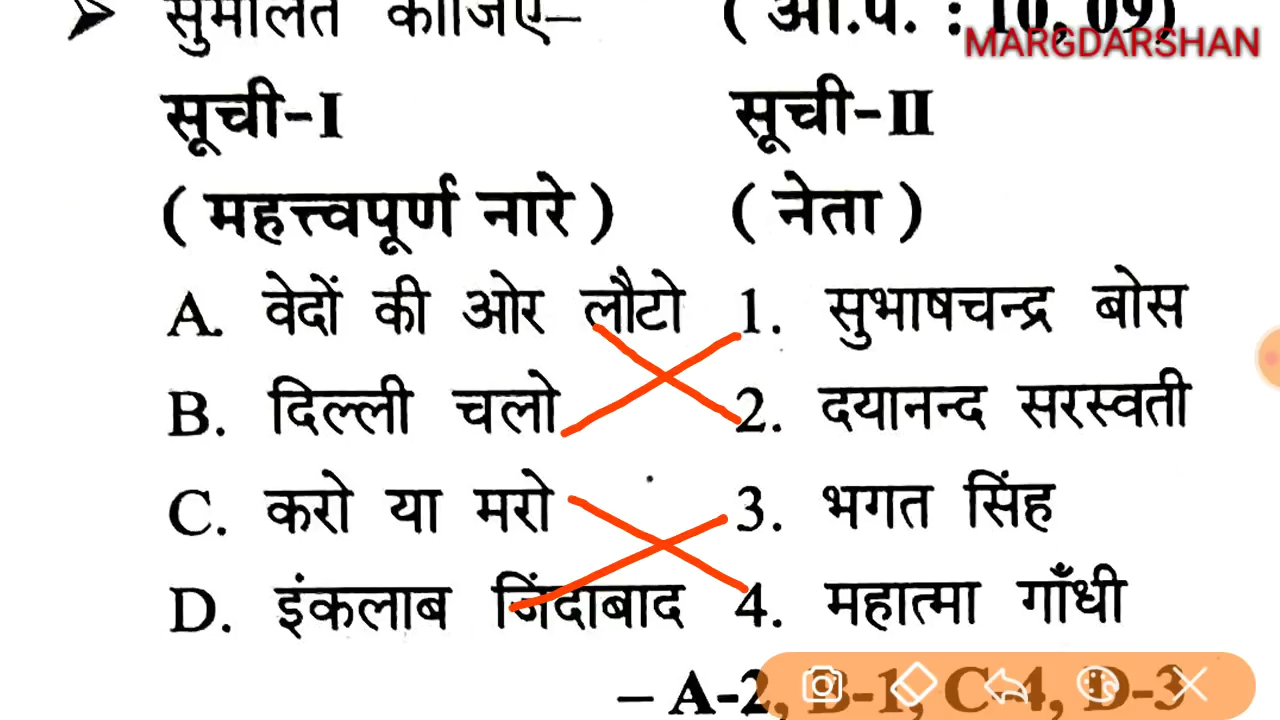 ➤ सुमेलित कीजिए– (आ.पे. : 10, 09)
MARGDARSHAN
सूची-I सूची-II
(महत्त्वपूर्ण नारे) (नेता)
A. वेदों की ओर लौटो 1. सुभाषचन्द्र बोस
B. दिल्ली चलो 2. दयानन्द सरस्वती
C. करो या मरो 3. भगत सिंह
D. इंकलाब जिंदाबाद 4. महात्मा गाँधी
– A-2, B-1, C-4, D-3